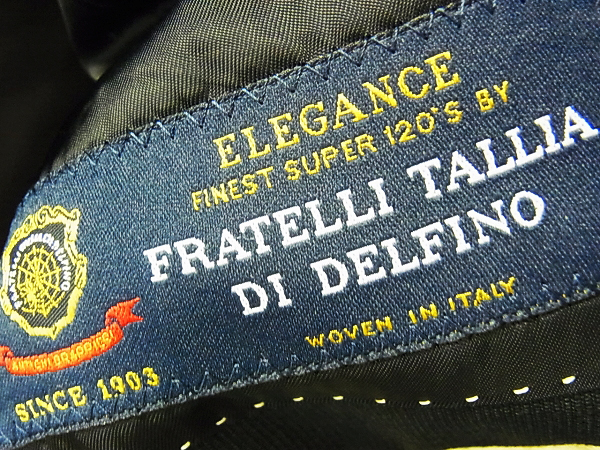 ELEGANCE
FINEST SUPER 120'S BY
FRATELLI TALLIA
DI DELFINO
WOVEN IN ITALY
SINCE 1903